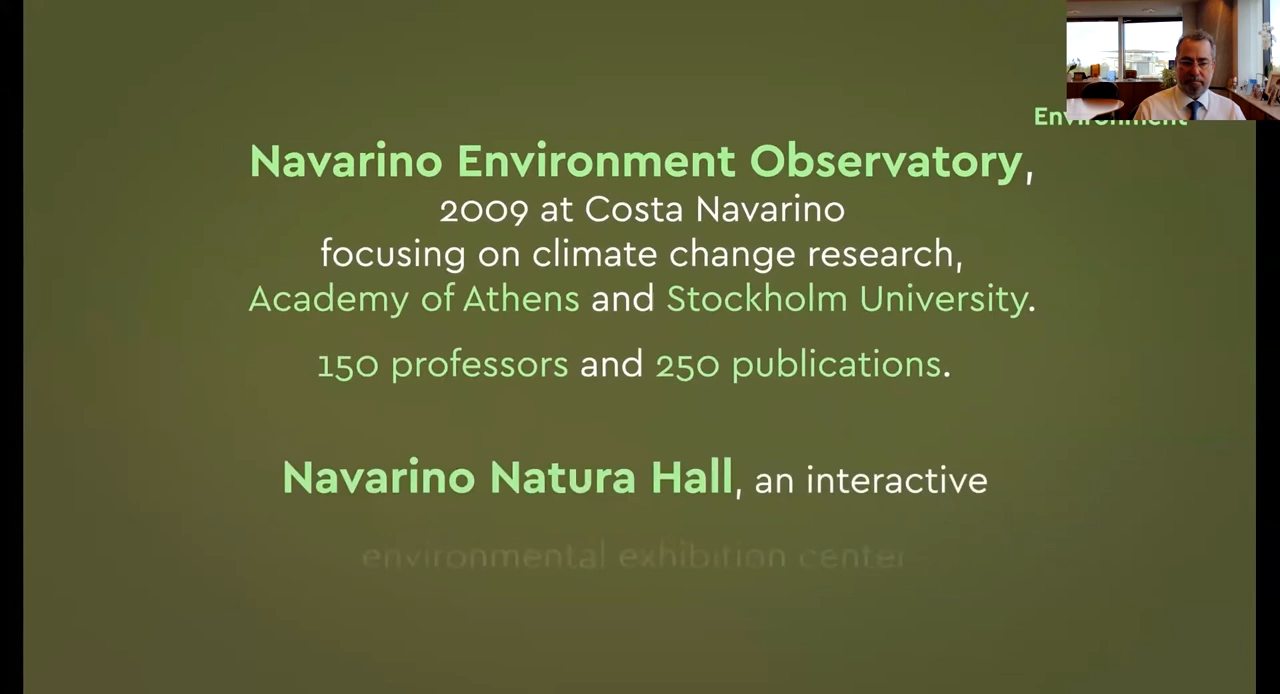 Environment
Navarino Environment Observatory,
2009 at Costa Navarino
focusing on climate change research,
Academy of Athens and Stockholm University.
150 professors and 250 publications.
Navarino Natura Hall, an interactive
environmental exhibition center